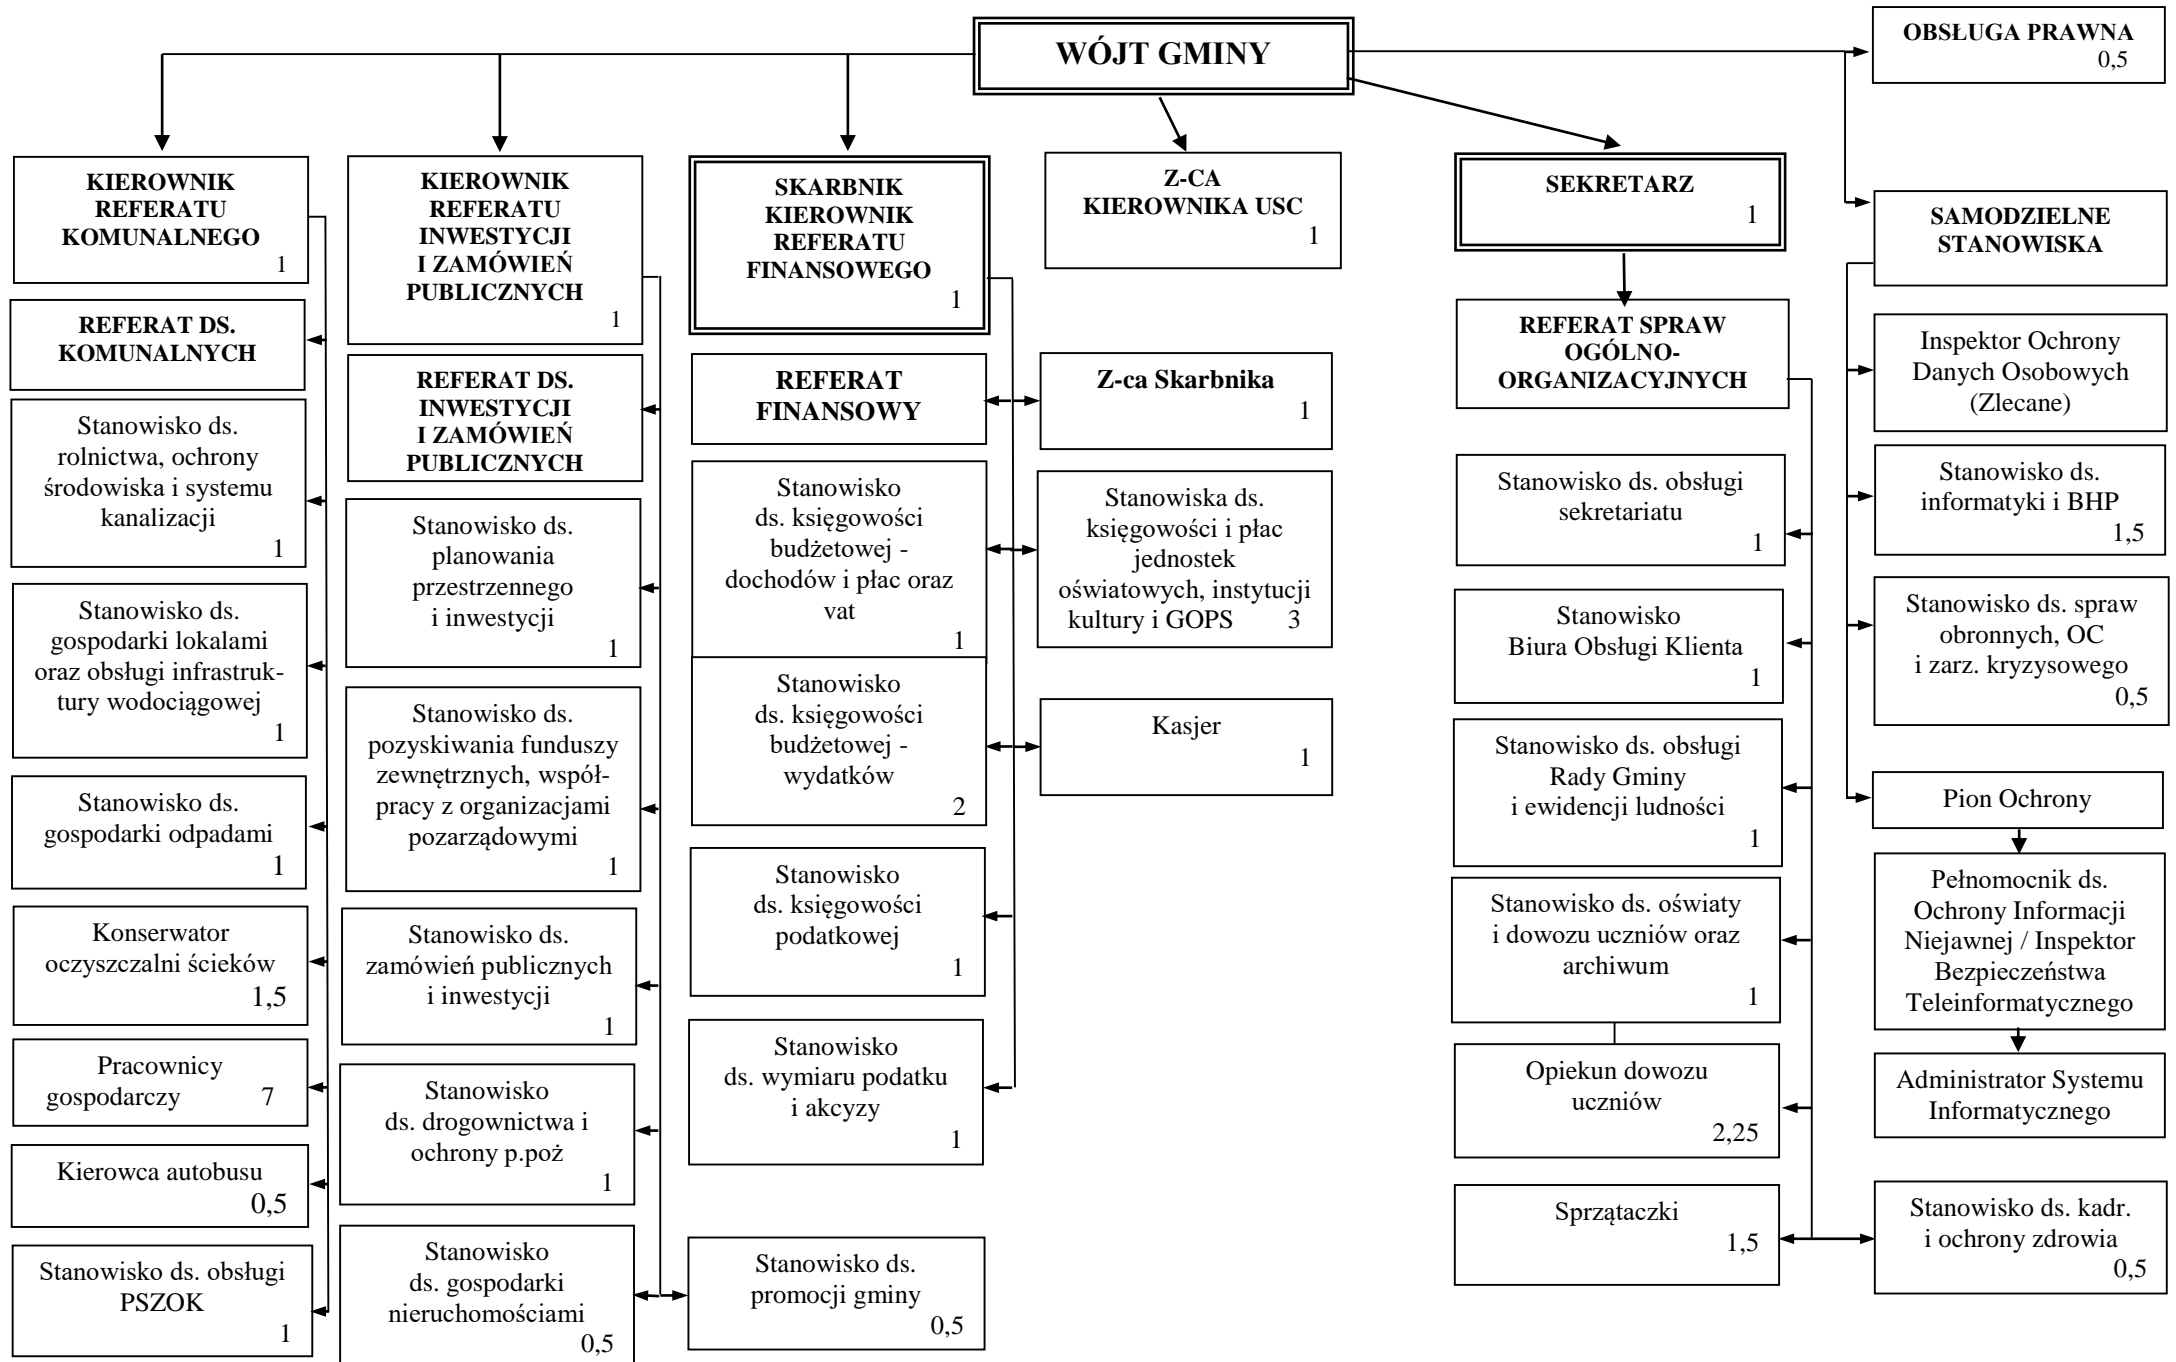 WÓJT GMINY
OBSŁUGA PRAWNA
0,5
KIEROWNIK
REFERATU
KOMUNALNEGO
1
REFERAT DS.
KOMUNALNYCH
Stanowisko ds.
rolnictwa, ochrony
środowiska i systemu
kanalizacji
1
Stanowisko ds.
gospodarki lokalami
oraz obsługi infrastruk-
tury wodociągowej
1
Stanowisko ds.
gospodarki odpadami
1
Konserwator
oczyszczalni ścieków
1,5
Pracownicy
gospodarczy 7
Kierowca autobusu
0,5
Stanowisko ds. obsługi
PSZOK
1
KIEROWNIK
REFERATU
INWESTYCJI
I ZAMÓWIEŃ
PUBLICZNYCH
1
REFERAT DS.
INWESTYCJI
I ZAMÓWIEŃ
PUBLICZNYCH
Stanowisko ds.
planowania
przestrzennego
i inwestycji
1
Stanowisko ds.
pozyskiwania funduszy
zewnętrznych, współ-
pracy z organizacjami
pozarządowymi
1
Stanowisko ds.
zamówień publicznych
i inwestycji
1
Stanowisko
ds. drogownictwa i
ochrony p.poż
1
Stanowisko
ds. gospodarki
nieruchomościami
0,5
Stanowisko ds.
promocji gminy
0,5
SKARBNIK
KIEROWNIK
REFERATU
FINANSOWEGO
1
REFERAT
FINANSOWY
Stanowisko
ds. księgowości
budżetowej -
dochodów i płac oraz
vat
1
Stanowisko
ds. księgowości
budżetowej -
wydatków
2
Stanowisko
ds. księgowości
podatkowej
1
Stanowisko
ds. wymiaru podatku
i akcyzy
1
Z-ca Skarbnika
1
Stanowiska ds.
księgowości i płac
jednostek
oświatowych, instytucji
kultury i GOPS 3
Kasjer
1
Z-CA
KIEROWNIKA USC
1
SEKRETARZ
1
REFERAT SPRAW
OGÓLNO-
ORGANIZACYJNYCH
Stanowisko ds. obsługi
sekretariatu
1
Stanowisko
Biura Obsługi Klienta
1
Stanowisko ds. obsługi
Rady Gminy
i ewidencji ludności
1
Stanowisko ds. oświaty
i dowozu uczniów oraz
archiwum
1
Opiekun dowozu
uczniów
2,25
Sprzątaczki
1,5
Stanowisko ds. kadr.
i ochrony zdrowia
0,5
SAMODZIELNE
STANOWISKA
Inspektor Ochrony
Danych Osobowych
(Zlecane)
Stanowisko ds.
informatyki i BHP
1,5
Stanowisko ds. spraw
obronnych, OC
i zarz. kryzysowego
0,5
Pion Ochrony
Pełnomocnik ds.
Ochrony Informacji
Niejawnej / Inspektor
Bezpieczeństwa
Teleinformatycznego
Administrator Systemu
Informatycznego